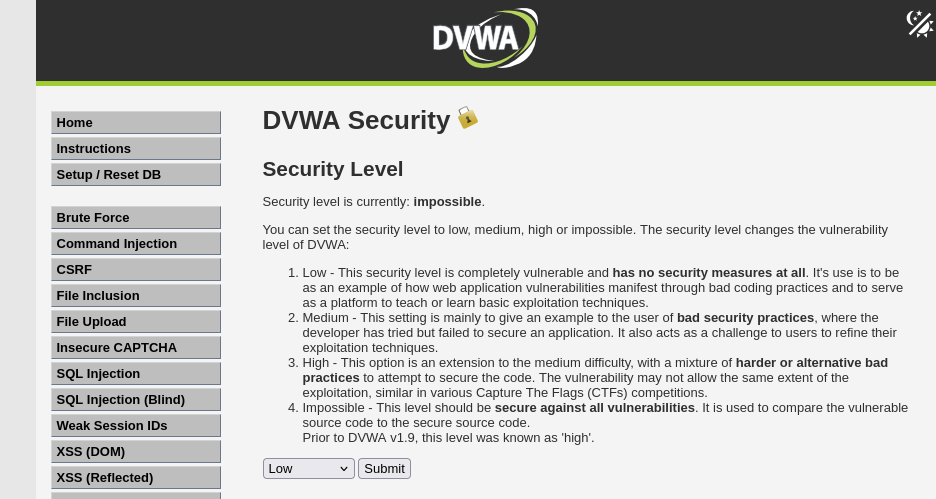 DVWA
Home
Instructions
Setup / Reset DB
Brute Force
Command Injection
CSRF
File Inclusion
File Upload
Insecure CAPTCHA
SQL Injection
SQL Injection (Blind)
Weak Session IDs
XSS (DOM)
XSS (Reflected)
DVWA Security
Security Level
Security level is currently: impossible.
You can set the security level to low, medium, high or impossible. The security level changes the vulnerability
level of DVWA:
1. Low - This security level is completely vulnerable and has no security measures at all. It's use is to be
as an example of how web application vulnerabilities manifest through bad coding practices and to serve
as a platform to teach or learn basic exploitation techniques.
2. Medium - This setting is mainly to give an example to the user of bad security practices, where the
developer has tried but failed to secure an application. It also acts as a challenge to users to refine their
exploitation techniques.
3. High - This option is an extension to the medium difficulty, with a mixture of harder or alternative bad
practices to attempt to secure the code. The vulnerability may not allow the same extent of the
exploitation, similar in various Capture The Flags (CTFs) competitions.
4. Impossible - This level should be secure against all vulnerabilities. It is used to compare the vulnerable
source code to the secure source code.
Prior to DVWA v1.9, this level was known as 'high'.
Low
Submit